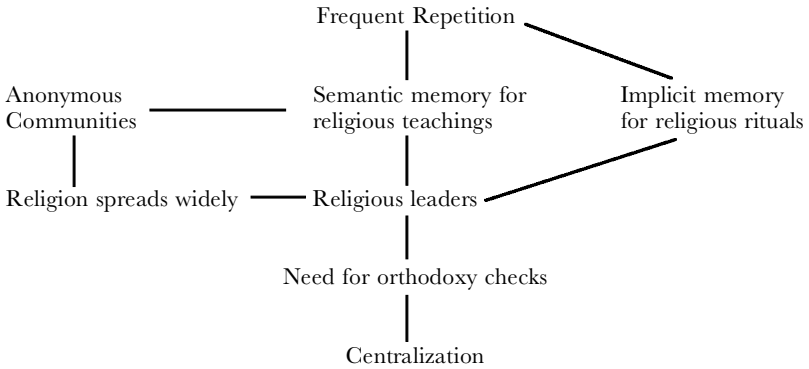 Frequent Repetition
Anonymous
Communities
Semantic memory for
religious teachings
Implicit memory
for religious rituals
Religion spreads widely
Religious leaders
Need for orthodoxy checks
Centralization